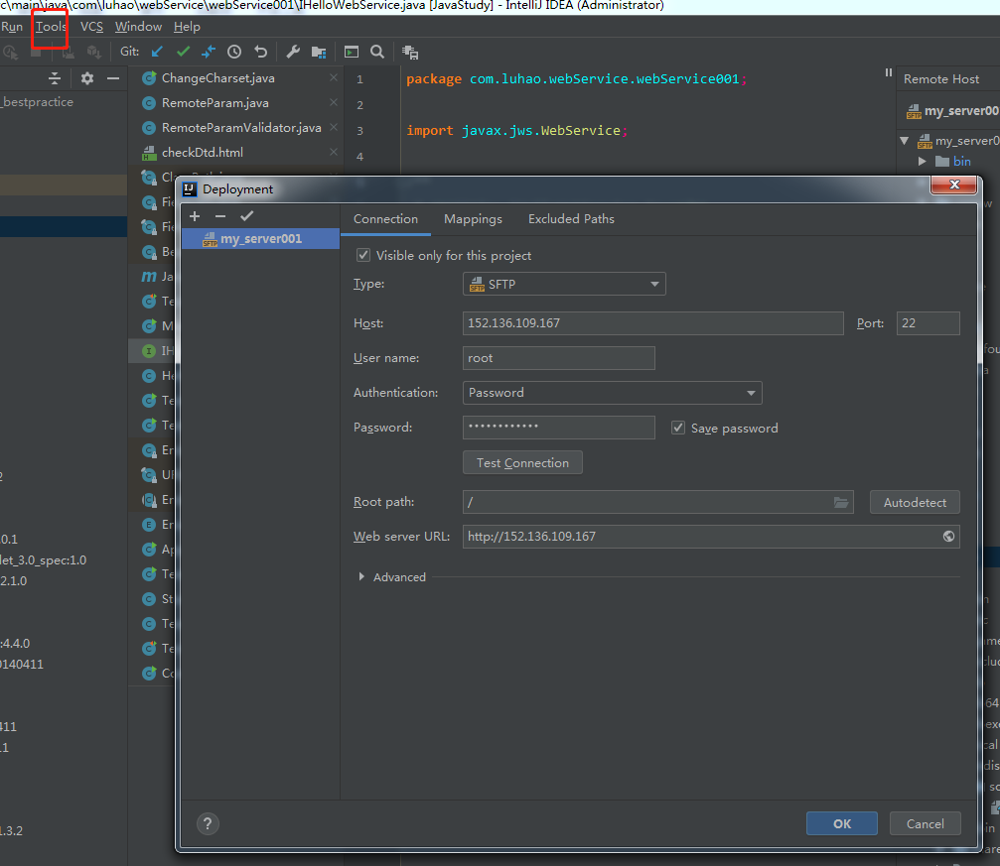 c\main\java\com\luhao\webService\webService001\IHelloWebService.java [JavaStudy] - IntelliJ IDEA (Administrator)
Run Tools VCS Window Help
Git:
_bestpractice
ChangeCharset.java
RemoteParam.java
RemoteParamValidator.java
checkDtd.html
1 package com.luhao.webService.webService001;
2
3 import javax.jws.WebService;
4
Remote Host
my_server00
my_server0
bin
Deployment
my_server001
Connection Mappings Excluded Paths
Visible only for this project
Type: SFTP
Host: 152.136.109.167 Port: 22
User name: root
Authentication: Password
Password: •••••••••••• Save password
Test Connection
Root path: / Autodetect
Web server URL: http://152.136.109.167
Advanced
? OK Cancel
.0.1
let_3.0_spec:1.0
2.1.0
:4.4.0
0140411
411
.1
1.3.2